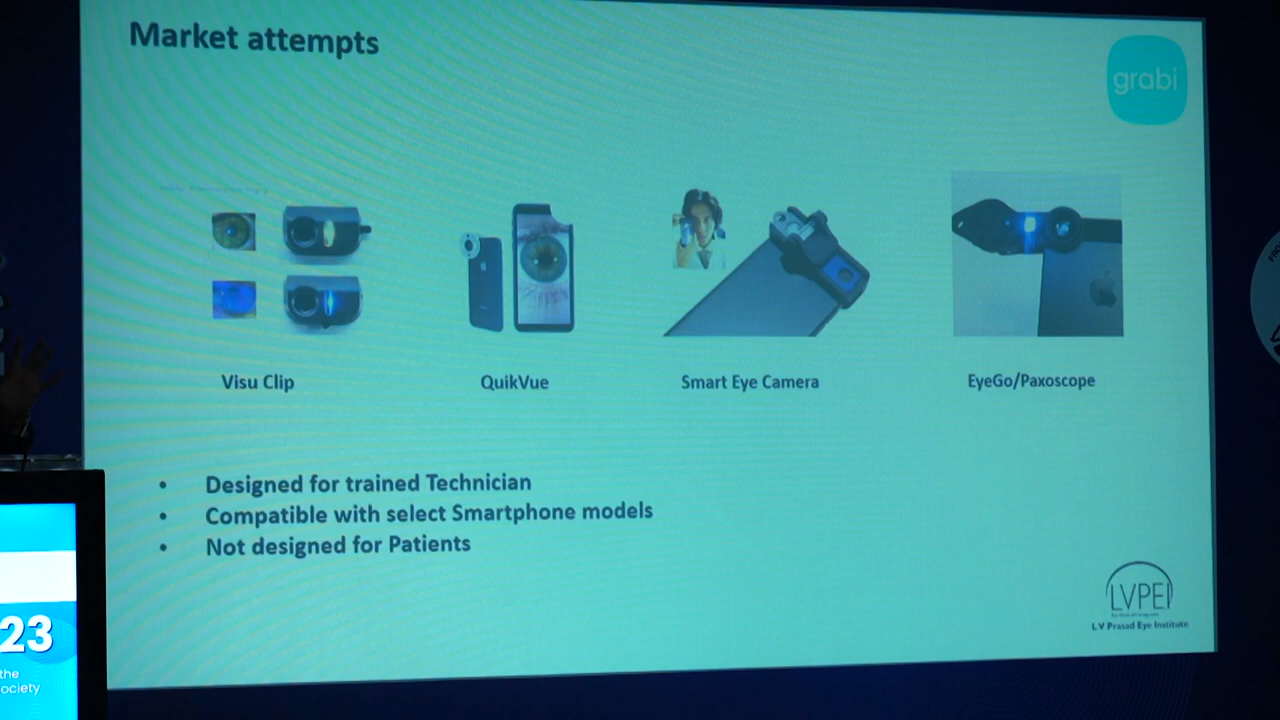 Market attempts
grabi
Visu Clip
QuikVue
Smart Eye Camera
EyeGo/Paxoscope
• Designed for trained Technician
• Compatible with select Smartphone models
• Not designed for Patients
LVPEI
L V Prasad Eye Institute
23
the
ociety